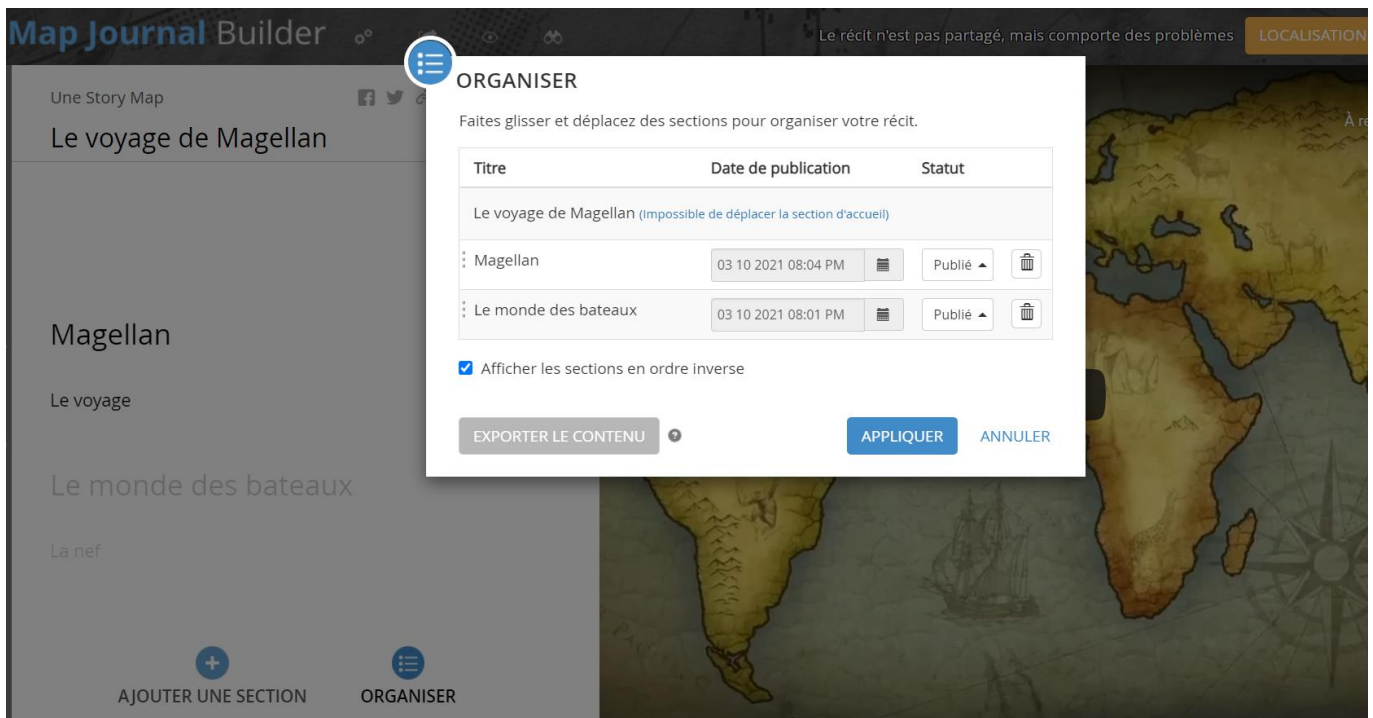 Map Journal Builder
Le récit n'est pas partagé, mais comporte des problèmes
LOCALISATION
Une Story Map
Le voyage de Magellan
Magellan
Le voyage
Le monde des bateaux
La nef
AJOUTER UNE SECTION
ORGANISER
ORGANISER
Faites glisser et déplacez des sections pour organiser votre récit.
Titre Date de publication Statut
Le voyage de Magellan (Impossible de déplacer la section d'accueil)
Magellan 03 10 2021 08:04 PM Publié
Le monde des bateaux 03 10 2021 08:01 PM Publié
Afficher les sections en ordre inverse
EXPORTER LE CONTENU ? APPLIQUER ANNULER